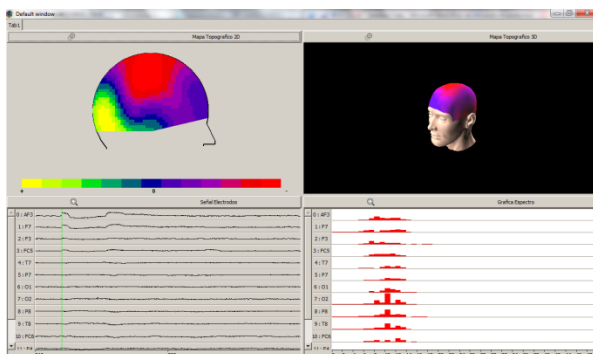 Default window
Tab1
Mapa Topografico 2D
Mapa Topografico 3D
+
0
-
Señal Electrodos
Grafica Espectro
0 : AF3
1 : F7
2 : F3
3 : FC5
4 : T7
5 : P7
6 : O1
7 : O2
8 : P8
9 : T8
10 : FC6
0 : AF3
1 : F7
2 : F3
3 : FC5
4 : T7
5 : P7
6 : O1
7 : O2
8 : P8
9 : T8
10 : FC6